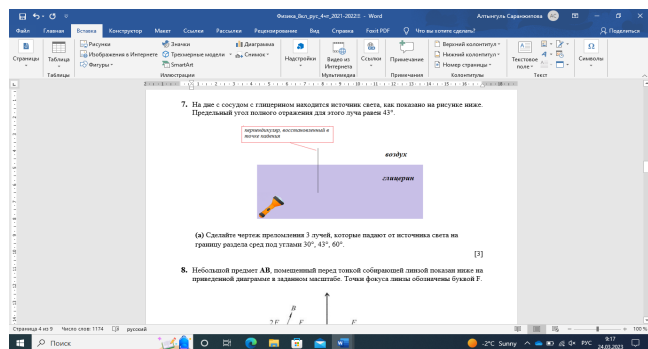 Физика_8кл_рус_4чт_2021-2022 - Word
Алтынгуль Саранжипова
Файл Главная Вставка Конструктор Макет Ссылки Рассылки Рецензирование Вид Справка Foxit PDF Что вы хотите сделать? Поделиться
Страницы
Таблица
Таблицы
Рисунки
Изображения из Интернета
Фигуры
Значки
Трехмерные модели
SmartArt
Диаграмма
Снимок
Иллюстрации
Надстройки
Видео из Интернета
Мультимедиа
Ссылки
Примечание
Примечания
Верхний колонтитул
Нижний колонтитул
Номер страницы
Колонтитулы
Текстовое поле
Текст
Символы
7. На дне с сосудом с глицерином находится источник света, как показано на рисунке ниже.
Предельный угол полного отражения для этого луча равен 43°.
перпендикуляр, восстановленный в
точке падения
воздух
глицерин
(a) Сделайте чертеж преломления 3 лучей, которые падают от источника света на
границу раздела сред под углами 30°, 43°, 60°.
[3]
8. Небольшой предмет АВ, помещенный перед тонкой собирающей линзой показан ниже на
приведенной диаграмме в заданном масштабе. Точки фокуса линзы обозначены буквой F.
B
2F F F
Страница 4 из 9 Число слов: 1174 русский 100 %
Поиск
-2°C Sunny РУС 9:17
24.03.2023